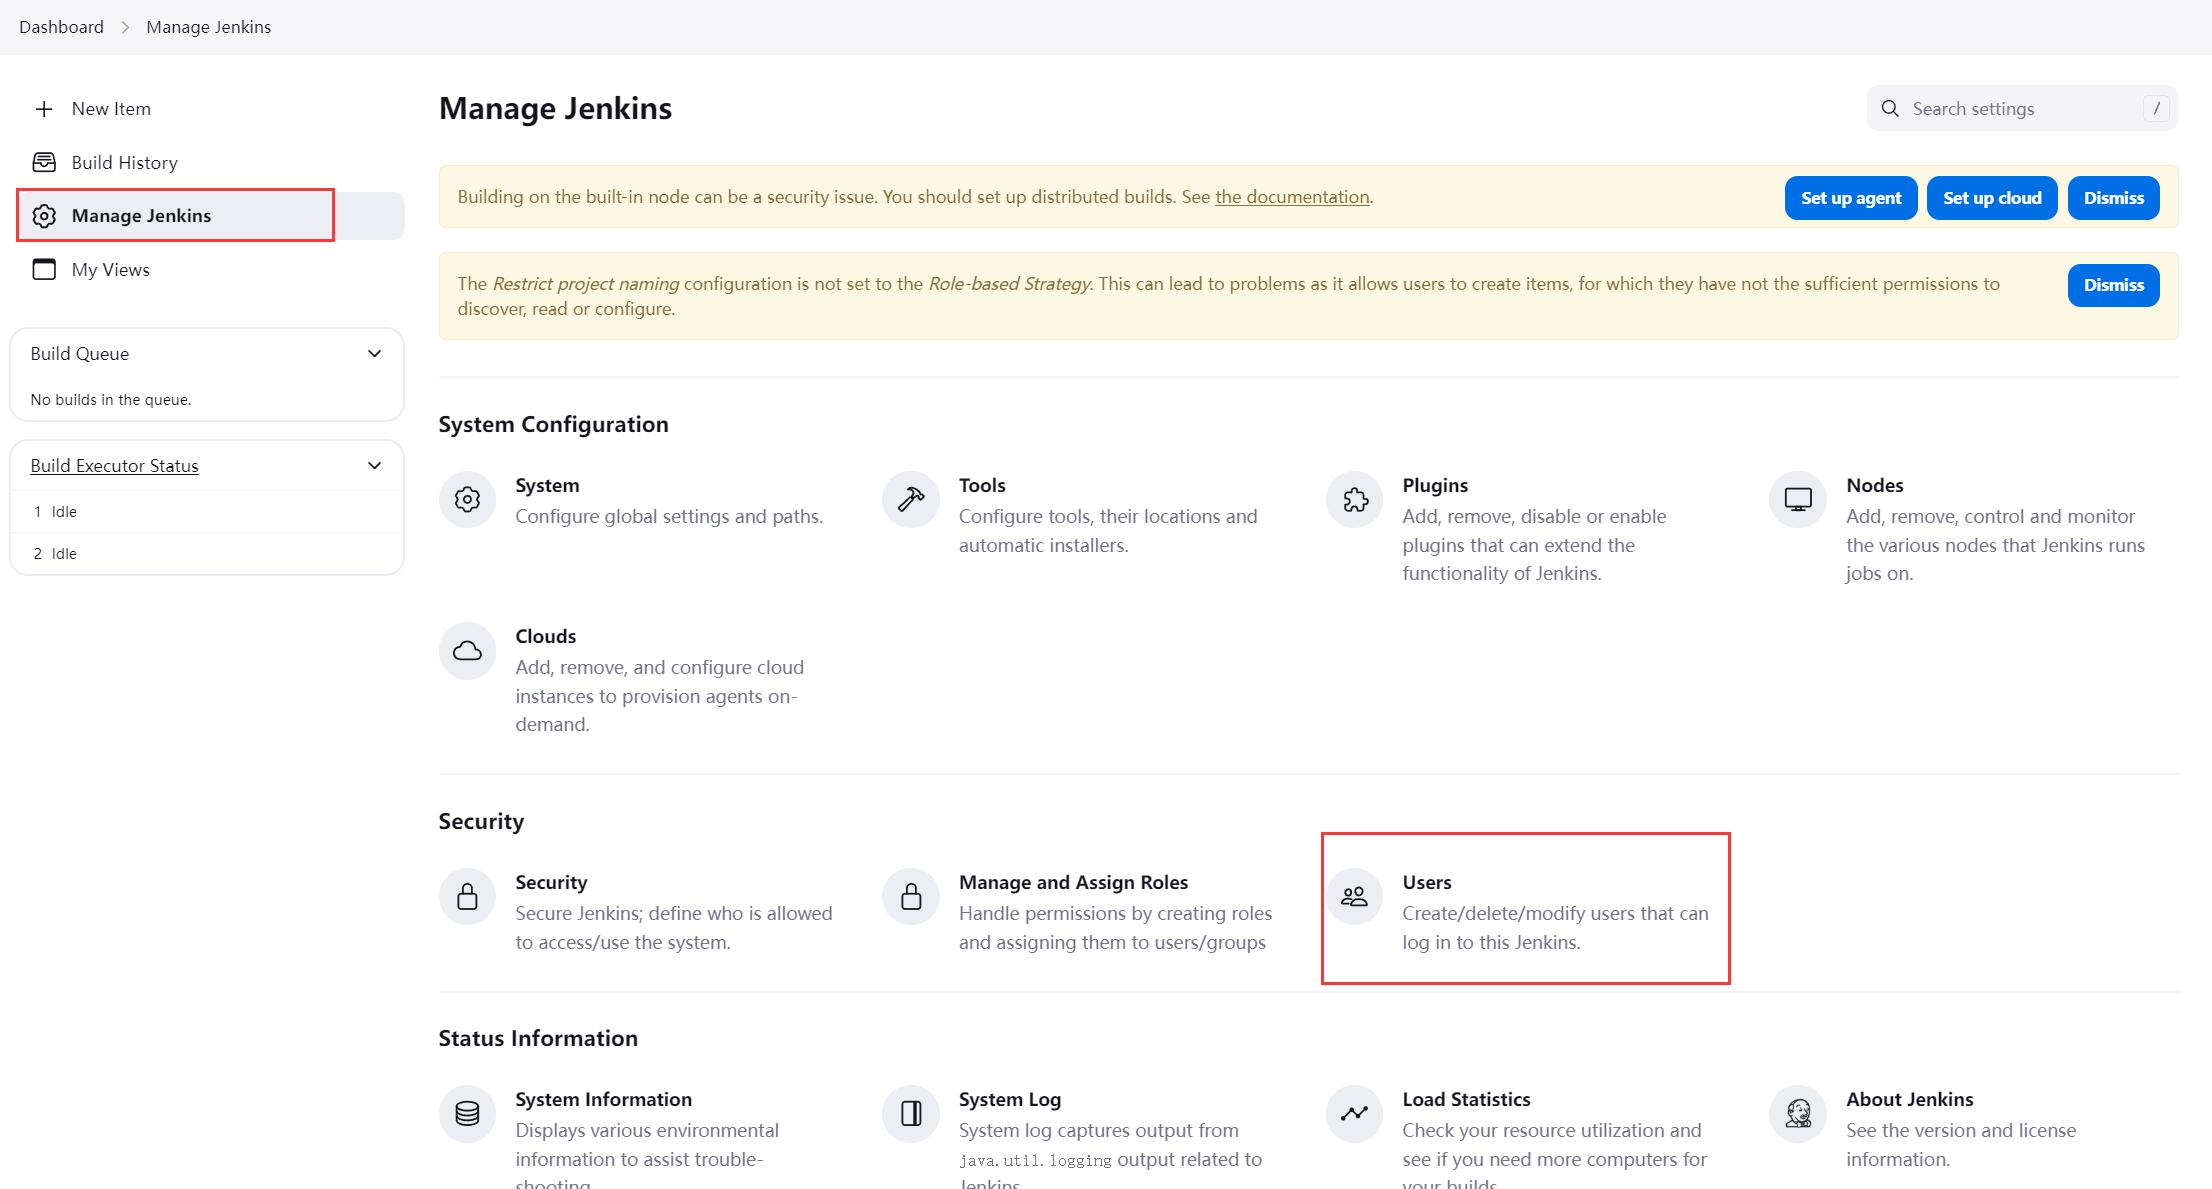 Dashboard
Manage Jenkins
New Item
Build History
Manage Jenkins
My Views
Build Queue
No builds in the queue.
Build Executor Status
1 Idle
2 Idle
Manage Jenkins
Search settings /
Building on the built-in node can be a security issue. You should set up distributed builds. See the documentation.
Set up agent
Set up cloud
Dismiss
The Restrict project naming configuration is not set to the Role-based Strategy. This can lead to problems as it allows users to create items, for which they have not the sufficient permissions to
discover, read or configure.
Dismiss
System Configuration
System
Configure global settings and paths.
Tools
Configure tools, their locations and
automatic installers.
Plugins
Add, remove, disable or enable
plugins that can extend the
functionality of Jenkins.
Nodes
Add, remove, control and monitor
the various nodes that Jenkins runs
jobs on.
Clouds
Add, remove, and configure cloud
instances to provision agents on-
demand.
Security
Security
Secure Jenkins; define who is allowed
to access/use the system.
Manage and Assign Roles
Handle permissions by creating roles
and assigning them to users/groups
Users
Create/delete/modify users that can
log in to this Jenkins.
Status Information
System Information
Displays various environmental
information to assist trouble-
shooting.
System Log
System log captures output from
java.util.logging output related to
Jenkins.
Load Statistics
Check your resource utilization and
see if you need more computers for
your builds.
About Jenkins
See the version and license
information.